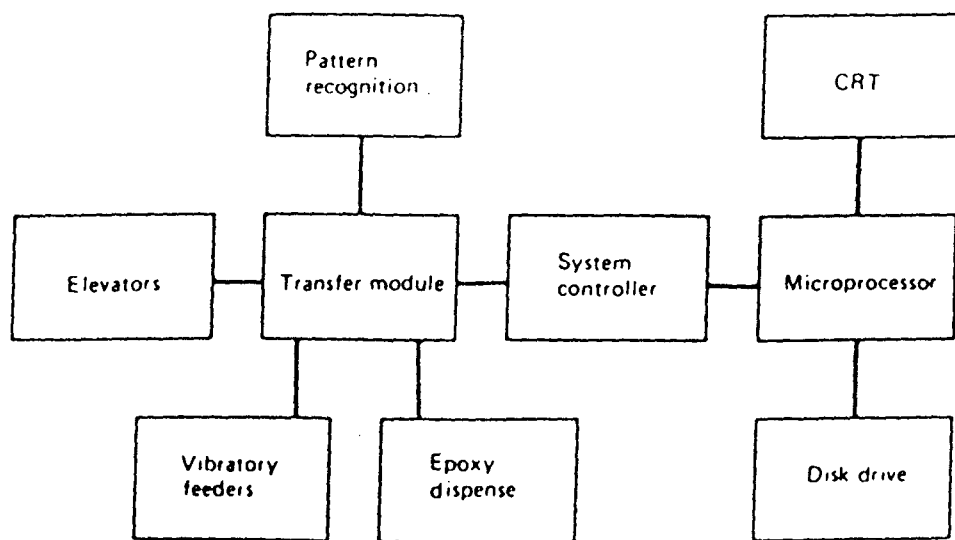 Pattern
recognition
CRT
Elevators
Transfer module
System
controller
Microprocessor
Vibratory
feeders
Epoxy
dispense
Disk drive